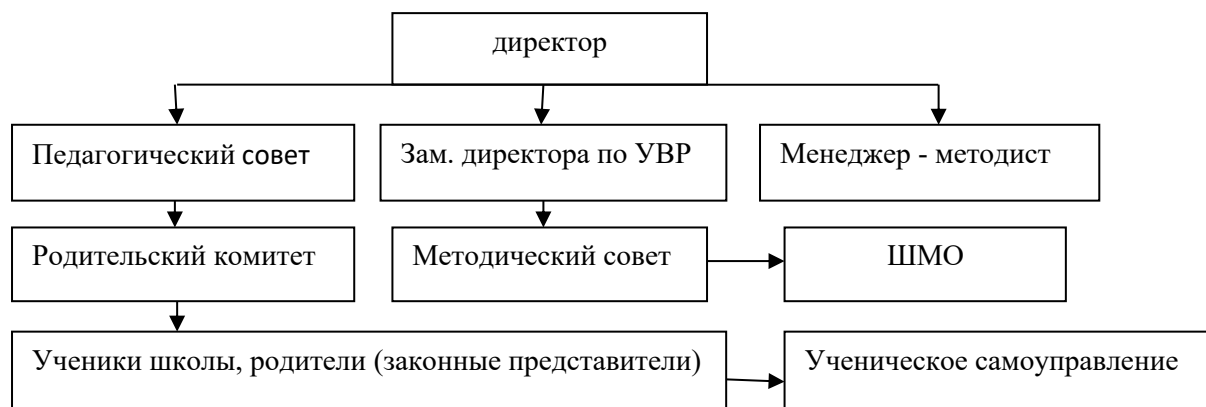 директор
Педагогический совет
Зам. директора по УВР
Менеджер - методист
Родительский комитет
Методический совет
ШМО
Ученики школы, родители (законные представители)
Ученическое самоуправление